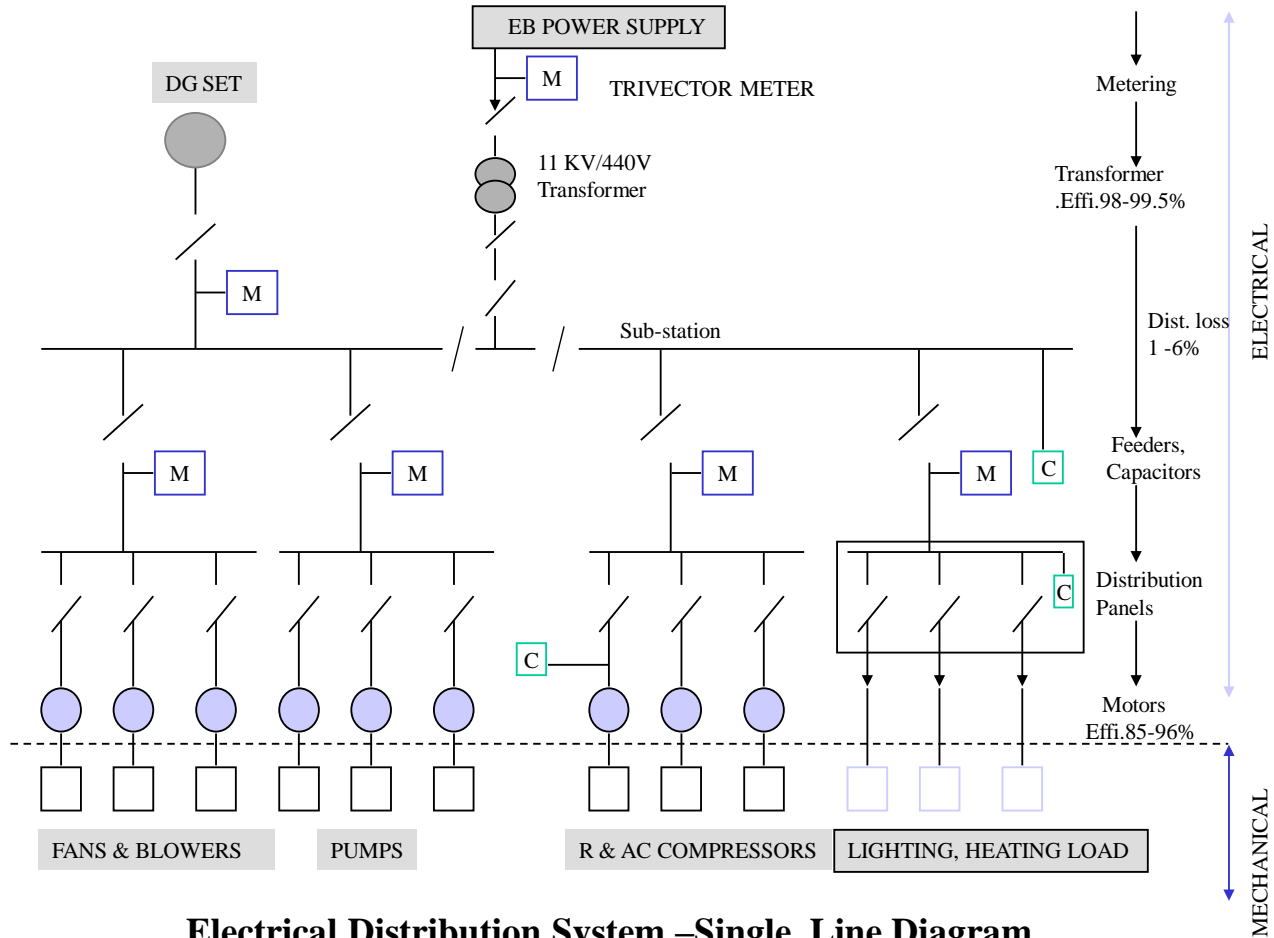 EB POWER SUPPLY
DG SET
M
TRIVECTOR METER
Metering
11 KV/440V
Transformer
Transformer
.Effi.98-99.5%
M
Sub-station
Dist. loss
1 -6%
ELECTRICAL
Feeders,
Capacitors
M
M
M
M
C
Distribution
Panels
C
C
Motors
Effi.85-96%
FANS & BLOWERS
PUMPS
R & AC COMPRESSORS
LIGHTING, HEATING LOAD
MECHANICAL
Electrical Distribution System –Single Line Diagram